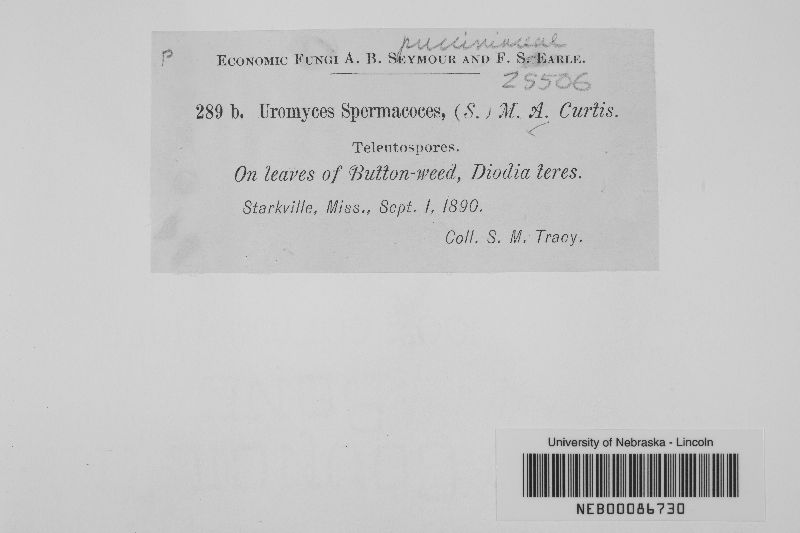 pucciniaceae
P
Economic Fungi A. B. Seymour and F. S. Earle.
28506
289 b. Uromyces Spermacoces, (S.) M. A. Curtis.
Teleutospores.
On leaves of Button-weed, Diodia teres.
Starkville, Miss., Sept. 1, 1890.
Coll. S. M. Tracy.
University of Nebraska - Lincoln
NEB00086730